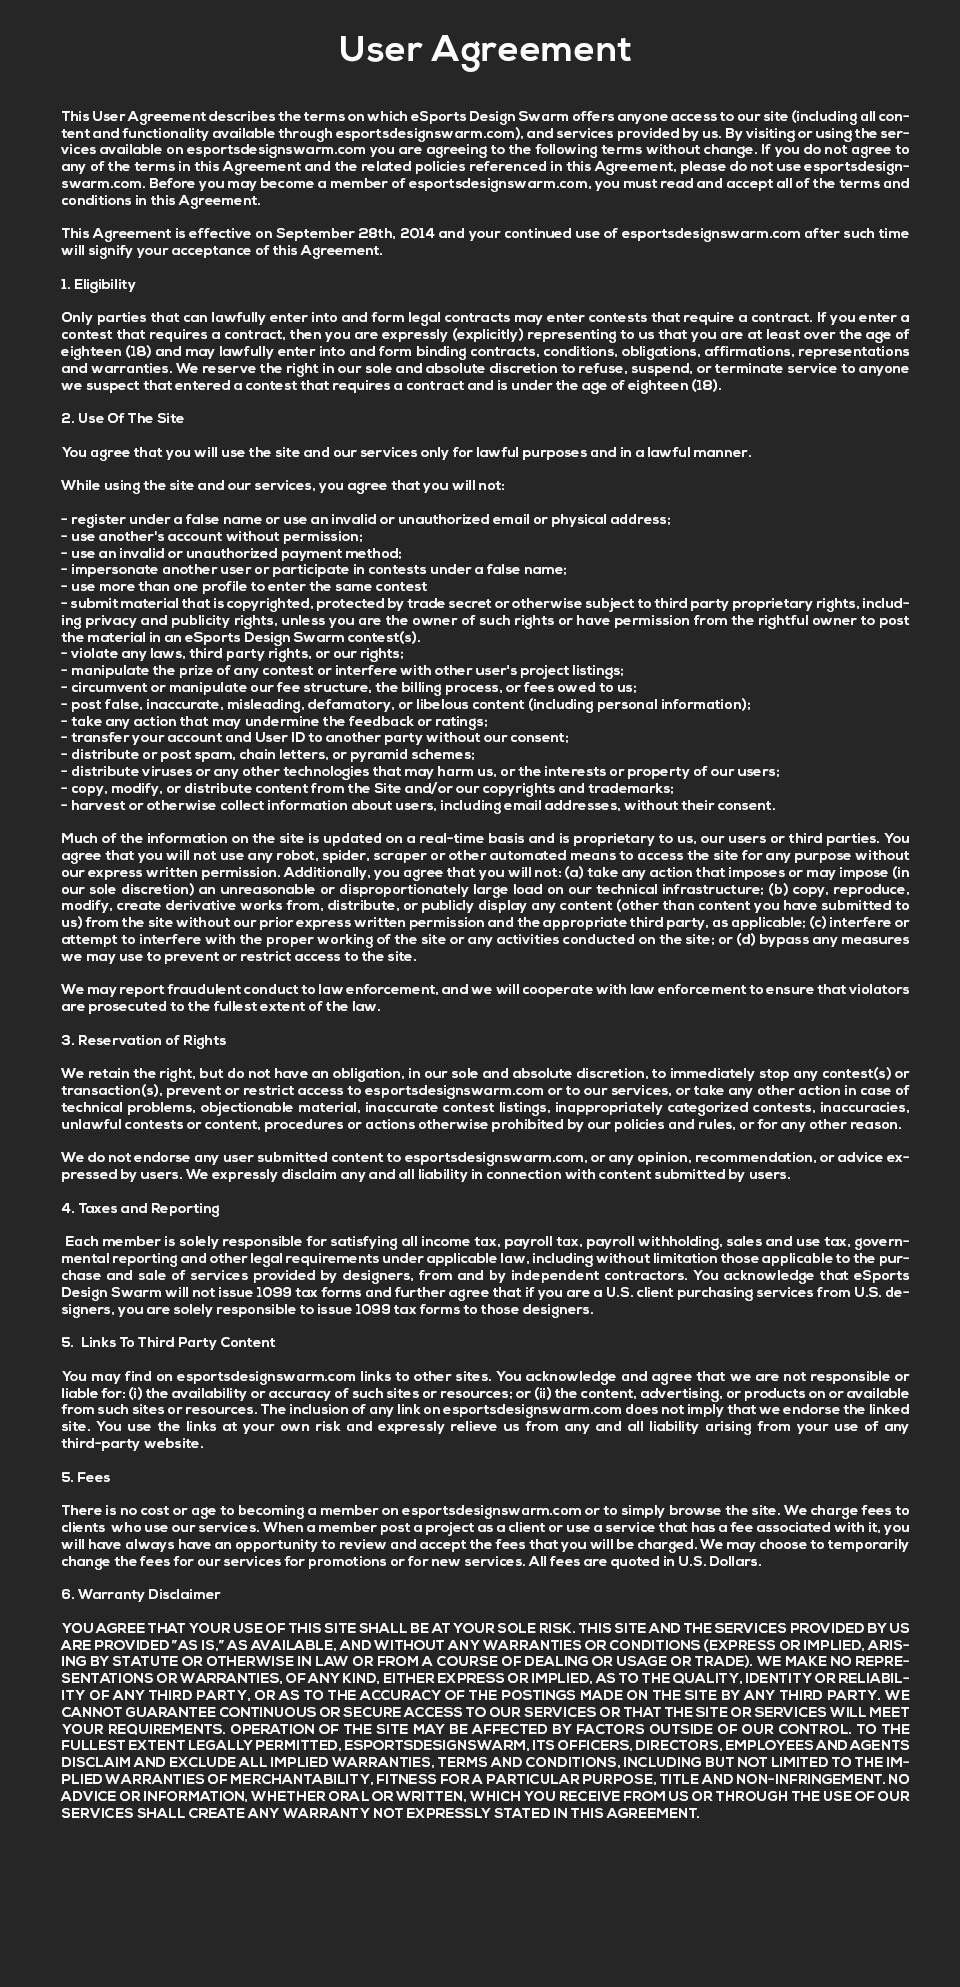 User Agreement
This User Agreement describes the terms on which eSports Design Swarm offers anyone access to our site (including all con-
tent and functionality available through esportsdesignswarm.com), and services provided by us. By visiting or using the ser-
vices available on esportsdesignswarm.com you are agreeing to the following terms without change. If you do not agree to
any of the terms in this Agreement and the related policies referenced in this Agreement, please do not use esportsdesign-
swarm.com. Before you may become a member of esportsdesignswarm.com, you must read and accept all of the terms and
conditions in this Agreement.
This Agreement is effective on September 28th, 2014 and your continued use of esportsdesignswarm.com after such time
will signify your acceptance of this Agreement.
1. Eligibility
Only parties that can lawfully enter into and form legal contracts may enter contests that require a contract. If you enter a
contest that requires a contract, then you are expressly (explicitly) representing to us that you are at least over the age of
eighteen (18) and may lawfully enter into and form binding contracts, conditions, obligations, affirmations, representations
and warranties. We reserve the right in our sole and absolute discretion to refuse, suspend, or terminate service to anyone
we suspect that entered a contest that requires a contract and is under the age of eighteen (18).
2. Use Of The Site
You agree that you will use the site and our services only for lawful purposes and in a lawful manner.
While using the site and our services, you agree that you will not:
- register under a false name or use an invalid or unauthorized email or physical address;
- use another's account without permission;
- use an invalid or unauthorized payment method;
- impersonate another user or participate in contests under a false name;
- use more than one profile to enter the same contest
- submit material that is copyrighted, protected by trade secret or otherwise subject to third party proprietary rights, includ-
ing privacy and publicity rights, unless you are the owner of such rights or have permission from the rightful owner to post
the material in an eSports Design Swarm contest(s).
- violate any laws, third party rights, or our rights;
- manipulate the prize of any contest or interfere with other user's project listings;
- circumvent or manipulate our fee structure, the billing process, or fees owed to us;
- post false, inaccurate, misleading, defamatory, or libelous content (including personal information);
- take any action that may undermine the feedback or ratings;
- transfer your account and User ID to another party without our consent;
- distribute or post spam, chain letters, or pyramid schemes;
- distribute viruses or any other technologies that may harm us, or the interests or property of our users;
- copy, modify, or distribute content from the Site and/or our copyrights and trademarks;
- harvest or otherwise collect information about users, including email addresses, without their consent.
Much of the information on the site is updated on a real-time basis and is proprietary to us, our users or third parties. You
agree that you will not use any robot, spider, scraper or other automated means to access the site for any purpose without
our express written permission. Additionally, you agree that you will not: (a) take any action that imposes or may impose (in
our sole discretion) an unreasonable or disproportionately large load on our technical infrastructure; (b) copy, reproduce,
modify, create derivative works from, distribute, or publicly display any content (other than content you have submitted to
us) from the site without our prior express written permission and the appropriate third party, as applicable; (c) interfere or
attempt to interfere with the proper working of the site or any activities conducted on the site; or (d) bypass any measures
we may use to prevent or restrict access to the site.
We may report fraudulent conduct to law enforcement, and we will cooperate with law enforcement to ensure that violators
are prosecuted to the fullest extent of the law.
3. Reservation of Rights
We retain the right, but do not have an obligation, in our sole and absolute discretion, to immediately stop any contest(s) or
transaction(s), prevent or restrict access to esportsdesignswarm.com or to our services, or take any other action in case of
technical problems, objectionable material, inaccurate contest listings, inappropriately categorized contests, inaccuracies,
unlawful contests or content, procedures or actions otherwise prohibited by our policies and rules, or for any other reason.
We do not endorse any user submitted content to esportsdesignswarm.com, or any opinion, recommendation, or advice ex-
pressed by users. We expressly disclaim any and all liability in connection with content submitted by users.
4. Taxes and Reporting
Each member is solely responsible for satisfying all income tax, payroll tax, payroll withholding, sales and use tax, govern-
mental reporting and other legal requirements under applicable law, including without limitation those applicable to the pur-
chase and sale of services provided by designers, from and by independent contractors. You acknowledge that eSports
Design Swarm will not issue 1099 tax forms and further agree that if you are a U.S. client purchasing services from U.S. de-
signers, you are solely responsible to issue 1099 tax forms to those designers.
5. Links To Third Party Content
You may find on esportsdesignswarm.com links to other sites. You acknowledge and agree that we are not responsible or
liable for: (i) the availability or accuracy of such sites or resources; or (ii) the content, advertising, or products on or available
from such sites or resources. The inclusion of any link on esportsdesignswarm.com does not imply that we endorse the linked
site. You use the links at your own risk and expressly relieve us from any and all liability arising from your use of any
third-party website.
5. Fees
There is no cost or age to becoming a member on esportsdesignswarm.com or to simply browse the site. We charge fees to
clients who use our services. When a member post a project as a client or use a service that has a fee associated with it, you
will have always have an opportunity to review and accept the fees that you will be charged. We may choose to temporarily
change the fees for our services for promotions or for new services. All fees are quoted in U.S. Dollars.
6. Warranty Disclaimer
YOU AGREE THAT YOUR USE OF THIS SITE SHALL BE AT YOUR SOLE RISK. THIS SITE AND THE SERVICES PROVIDED BY US
ARE PROVIDED "AS IS," AS AVAILABLE, AND WITHOUT ANY WARRANTIES OR CONDITIONS (EXPRESS OR IMPLIED, ARIS-
ING BY STATUTE OR OTHERWISE IN LAW OR FROM A COURSE OF DEALING OR USAGE OR TRADE). WE MAKE NO REPRE-
SENTATIONS OR WARRANTIES, OF ANY KIND, EITHER EXPRESS OR IMPLIED, AS TO THE QUALITY, IDENTITY OR RELIABIL-
ITY OF ANY THIRD PARTY, OR AS TO THE ACCURACY OF THE POSTINGS MADE ON THE SITE BY ANY THIRD PARTY. WE
CANNOT GUARANTEE CONTINUOUS OR SECURE ACCESS TO OUR SERVICES OR THAT THE SITE OR SERVICES WILL MEET
YOUR REQUIREMENTS. OPERATION OF THE SITE MAY BE AFFECTED BY FACTORS OUTSIDE OF OUR CONTROL. TO THE
FULLEST EXTENT LEGALLY PERMITTED, ESPORTSDESIGNSWARM, ITS OFFICERS, DIRECTORS, EMPLOYEES AND AGENTS
DISCLAIM AND EXCLUDE ALL IMPLIED WARRANTIES, TERMS AND CONDITIONS, INCLUDING BUT NOT LIMITED TO THE IM-
PLIED WARRANTIES OF MERCHANTABILITY, FITNESS FOR A PARTICULAR PURPOSE, TITLE AND NON-INFRINGEMENT. NO
ADVICE OR INFORMATION, WHETHER ORAL OR WRITTEN, WHICH YOU RECEIVE FROM US OR THROUGH THE USE OF OUR
SERVICES SHALL CREATE ANY WARRANTY NOT EXPRESSLY STATED IN THIS AGREEMENT.